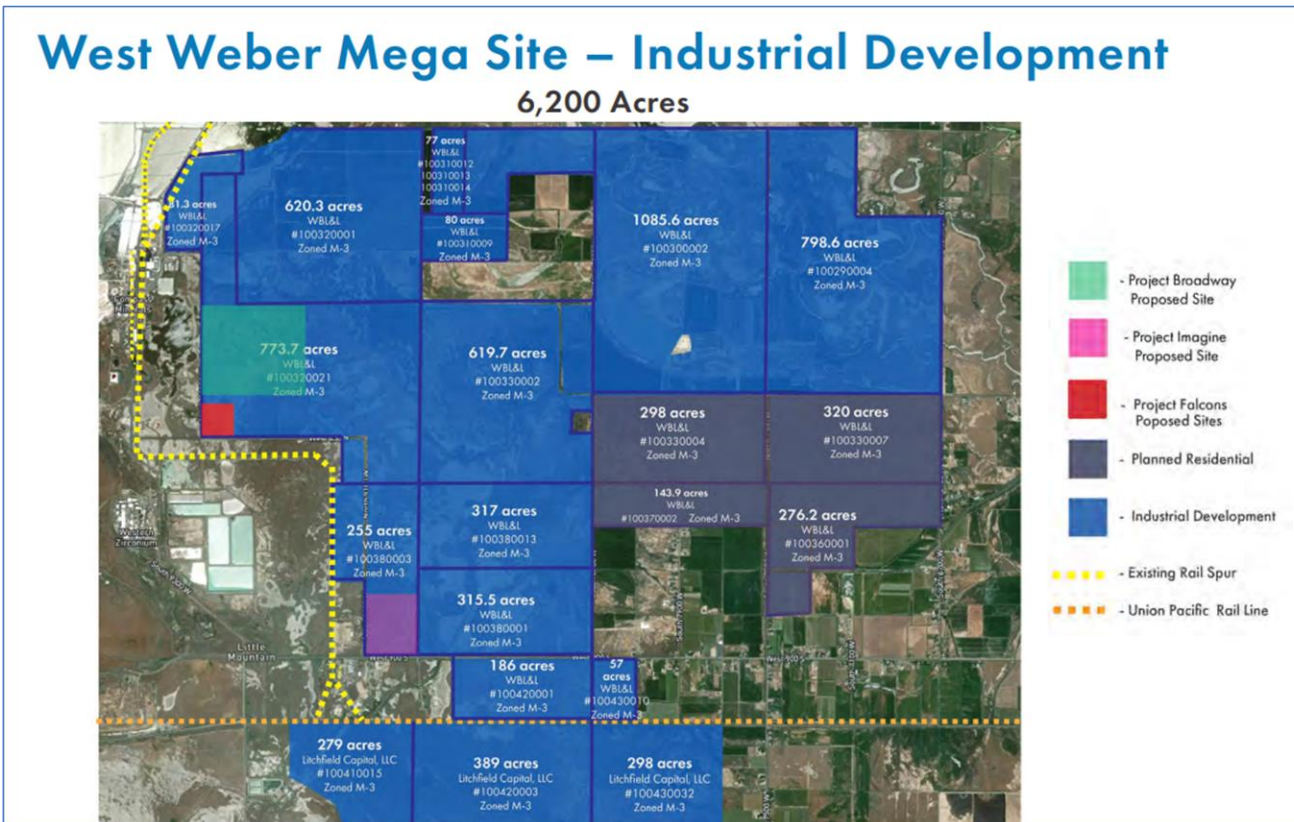 West Weber Mega Site – Industrial Development
6,200 Acres
77 acres
WBL&L
#100310012
100310013
100310014
Zoned M-3
31.3 acres
WBL&L
#100320017
Zoned M-3
620.3 acres
WBL&L
#100320001
Zoned M-3
80 acres
WBL&L
#100310009
Zoned M-3
1085.6 acres
WBL&L
#100300002
Zoned M-3
798.6 acres
WBL&L
#100290004
Zoned M-3
773.7 acres
WBL&L
#100320021
Zoned M-3
619.7 acres
WBL&L
#100330002
Zoned M-3
298 acres
WBL&L
#100330004
Zoned M-3
320 acres
WBL&L
#100330007
Zoned M-3
143.9 acres
WBL&L
#100370002 Zoned M-3
276.2 acres
WBL&L
#100360001
Zoned M-3
255 acres
WBL&L
#100380003
Zoned M-3
317 acres
WBL&L
#100380013
Zoned M-3
315.5 acres
WBL&L
#100380001
Zoned M-3
Western
Zirconium
Little
Mountain
186 acres
WBL&L
#100420001
Zoned M-3
57
acres
WBL&L
#100430010
Zoned M-3
West 900 S
279 acres
Litchfield Capital, LLC
#100410015
Zoned M-3
389 acres
Litchfield Capital, LLC
#100420003
Zoned M-3
298 acres
Litchfield Capital, LLC
#100430032
Zoned M-3
- Project Broadway
Proposed Site
- Project Imagine
Proposed Site
- Project Falcons
Poposed Sites
- Planned Residential
- Industrial Development
- Existing Rail Spur
- Union Pacific Rail Line